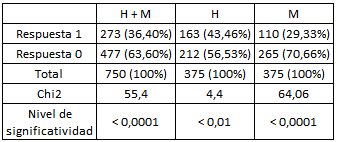 H + M H M
Respuesta 1 273 (36,40%) 163 (43,46%) 110 (29,33%)
Respuesta 0 477 (63,60%) 212 (56,53%) 265 (70,66%)
Total 750 (100%) 375 (100%) 375 (100%)
Chi2 55,4 4,4 64,06
Nivel de
significatividad < 0,0001 < 0,01 < 0,0001